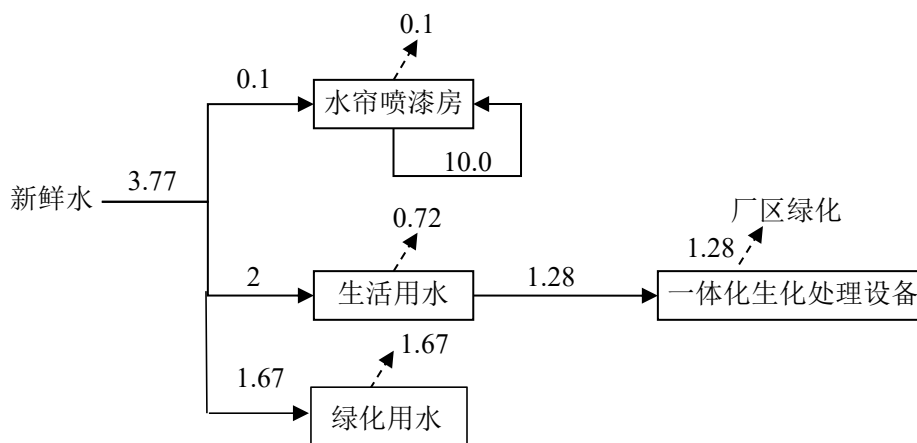 0.1
0.1
水帘喷漆房
10.0
新鲜水
3.77
厂区绿化
0.72
1.28
2
生活用水
1.28
一体化生化处理设备
1.67
1.67
绿化用水